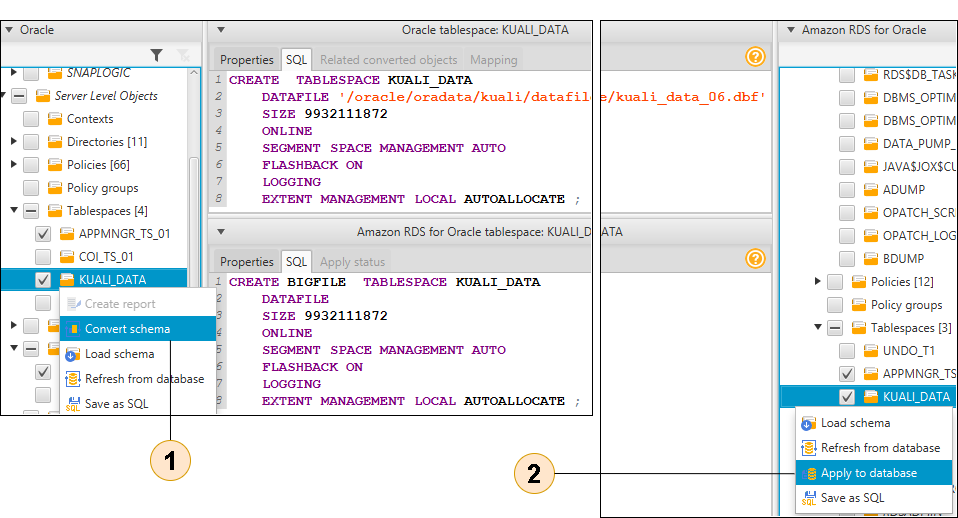 Oracle
SNAPLOGIC
Server Level Objects
Contexts
Directories [11]
Policies [66]
Policy groups
Tablespaces [4]
APPMNGR_TS_01
COI_TS_01
KUALI_DATA
Create report
Convert schema
Load schema
Refresh from database
Save as SQL
1
Oracle tablespace: KUALI_DATA
Properties SQL Related converted objects Mapping
1 CREATE TABLESPACE KUALI_DATA
2 DATAFILE '/oracle/oradata/kuali/datafile/kuali_data_06.dbf'
3 SIZE 9932111872
4 ONLINE
5 SEGMENT SPACE MANAGEMENT AUTO
6 FLASHBACK ON
7 LOGGING
8 EXTENT MANAGEMENT LOCAL AUTOALLOCATE ;
Amazon RDS for Oracle tablespace: KUALI_DATA
Properties SQL Apply status
1 CREATE BIGFILE TABLESPACE KUALI_DATA
2 DATAFILE
3 SIZE 9932111872
4 ONLINE
5 SEGMENT SPACE MANAGEMENT AUTO
6 FLASHBACK ON
7 LOGGING
8 EXTENT MANAGEMENT LOCAL AUTOALLOCATE ;
?
?
2
Amazon RDS for Oracle
RDS$DB_TASK
DBMS_OPTIM
DBMS_OPTIM
DATA_PUMP_
JAVA$JOX$CU
ADUMP
OPATCH_SCR
OPATCH_LOG
BDUMP
Policies [12]
Policy groups
Tablespaces [3]
UNDO_T1
APPMNGR_TS
KUALI_DATA
Load schema
Refresh from database
Apply to database
Save as SQL